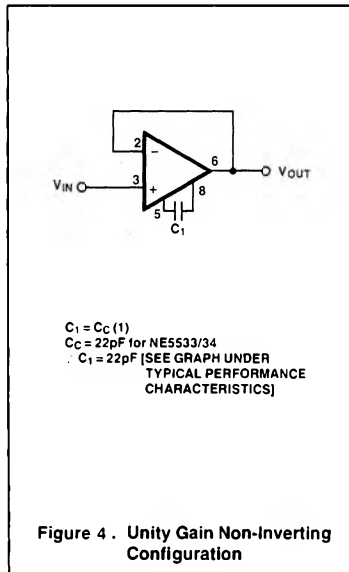 2
−
6
VIN
3
+
8
VOUT
5
C1
C1 = CC (1)
CC = 22pF for NE5533/34
∴ C1 = 22pF [SEE GRAPH UNDER
TYPICAL PERFORMANCE
CHARACTERISTICS]
Figure 4 . Unity Gain Non-Inverting
Configuration